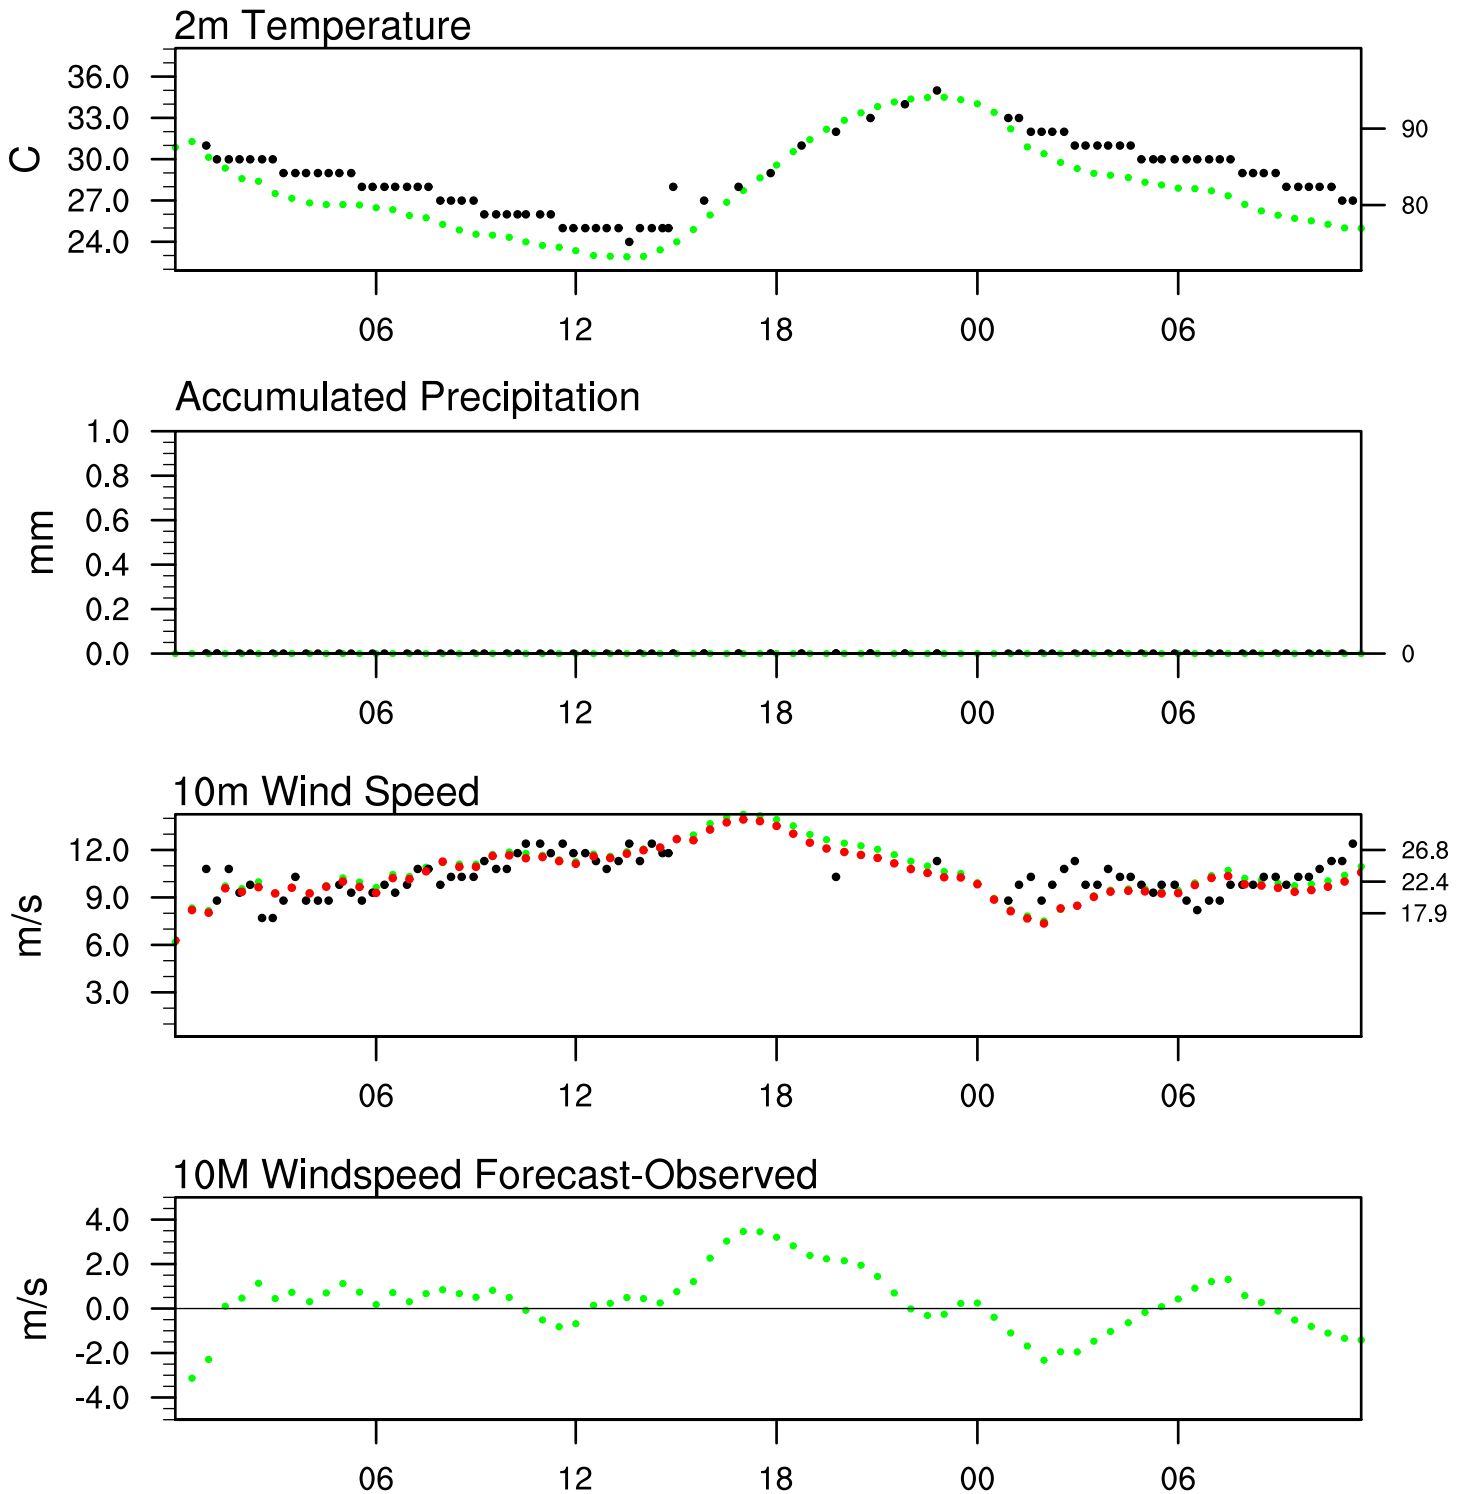 2m Temperature
36.0
33.0
30.0
27.0
24.0
C
90
80
06 12 18 00 06
Accumulated Precipitation
1.0
0.8
0.6
0.4
0.2
0.0
mm
0
06 12 18 00 06
10m Wind Speed
12.0
9.0
6.0
3.0
m/s
26.8
22.4
17.9
06 12 18 00 06
10M Windspeed Forecast-Observed
4.0
2.0
0.0
-2.0
-4.0
m/s
06 12 18 00 06